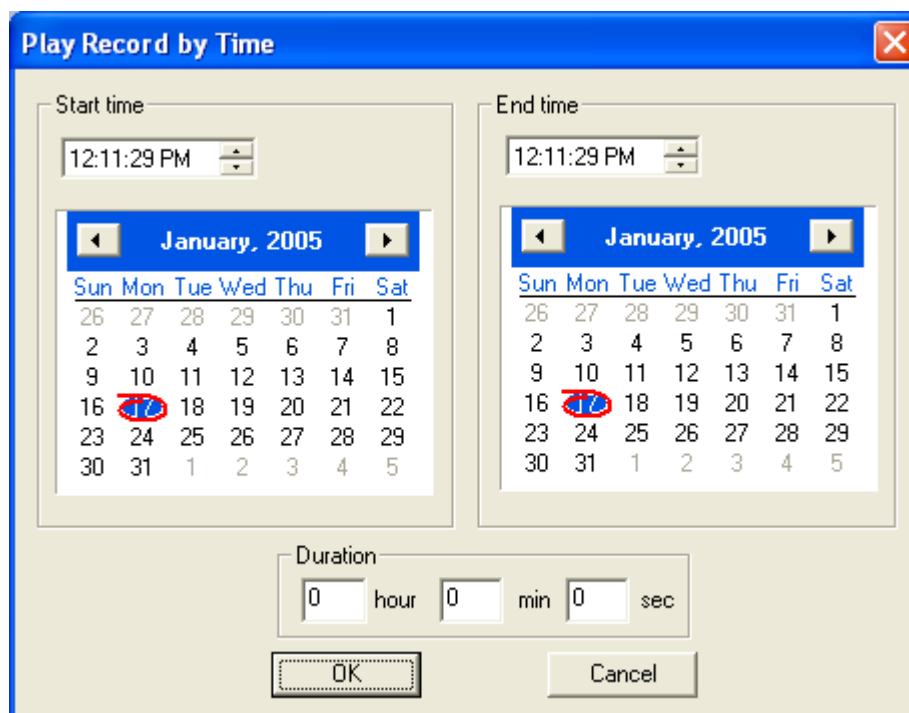 Play Record by Time
Start time
12:11:29 PM
January, 2005
Sun Mon Tue Wed Thu Fri Sat
26 27 28 29 30 31 1
2 3 4 5 6 7 8
9 10 11 12 13 14 15
16 17 18 19 20 21 22
23 24 25 26 27 28 29
30 31 1 2 3 4 5
End time
12:11:29 PM
January, 2005
Sun Mon Tue Wed Thu Fri Sat
26 27 28 29 30 31 1
2 3 4 5 6 7 8
9 10 11 12 13 14 15
16 17 18 19 20 21 22
23 24 25 26 27 28 29
30 31 1 2 3 4 5
Duration
0 hour 0 min 0 sec
OK Cancel